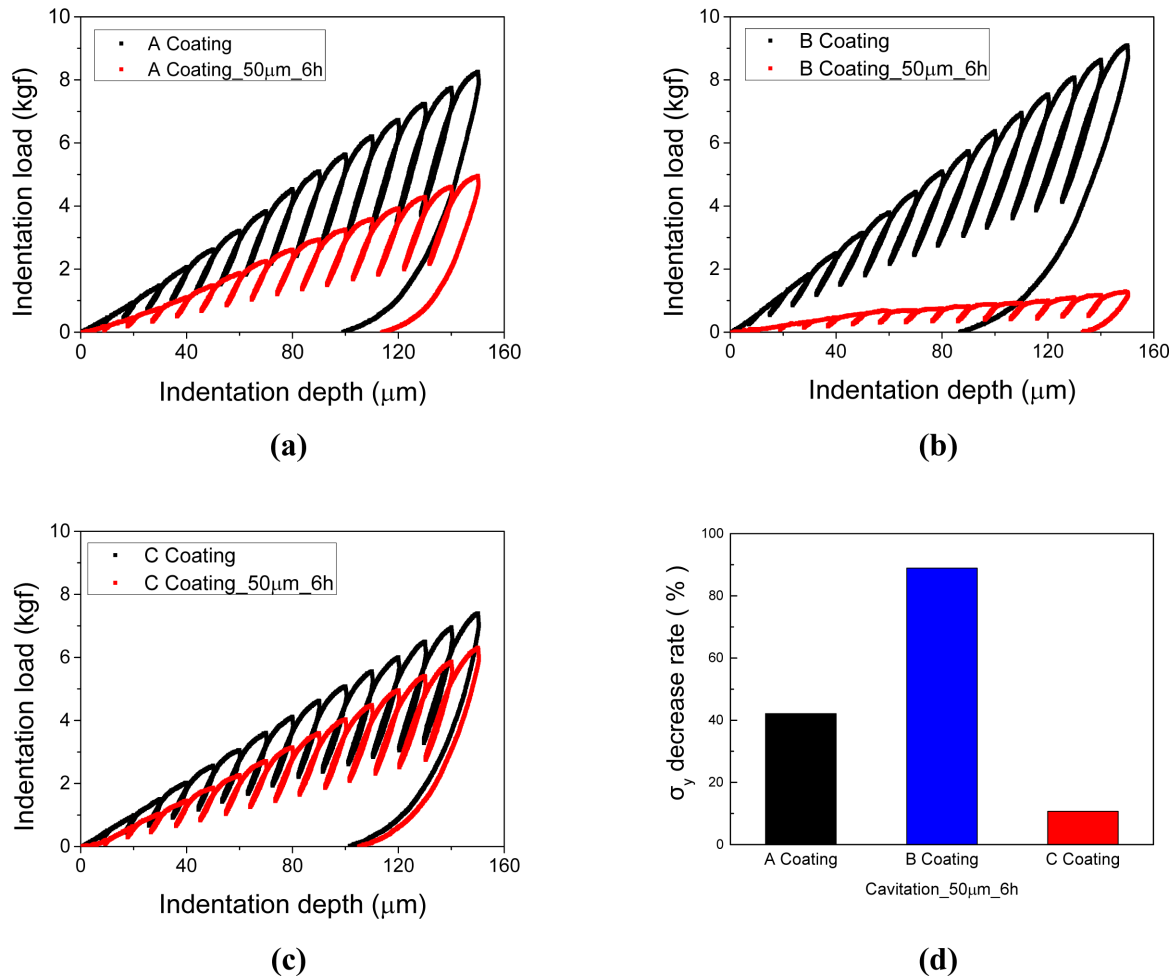 10
8
6
4
2
0
Indentation load (kgf)
A Coating
A Coating_50μm_6h
0 40 80 120 160
Indentation depth (μm)
(a)
10
8
6
4
2
0
Indentation load (kgf)
B Coating
B Coating_50μm_6h
0 40 80 120 160
Indentation depth (μm)
(b)
10
8
6
4
2
0
Indentation load (kgf)
C Coating
C Coating_50μm_6h
0 40 80 120 160
Indentation depth (μm)
(c)
100
80
60
40
20
0
σy decrease rate ( % )
A Coating B Coating C Coating
Cavitation_50μm_6h
(d)